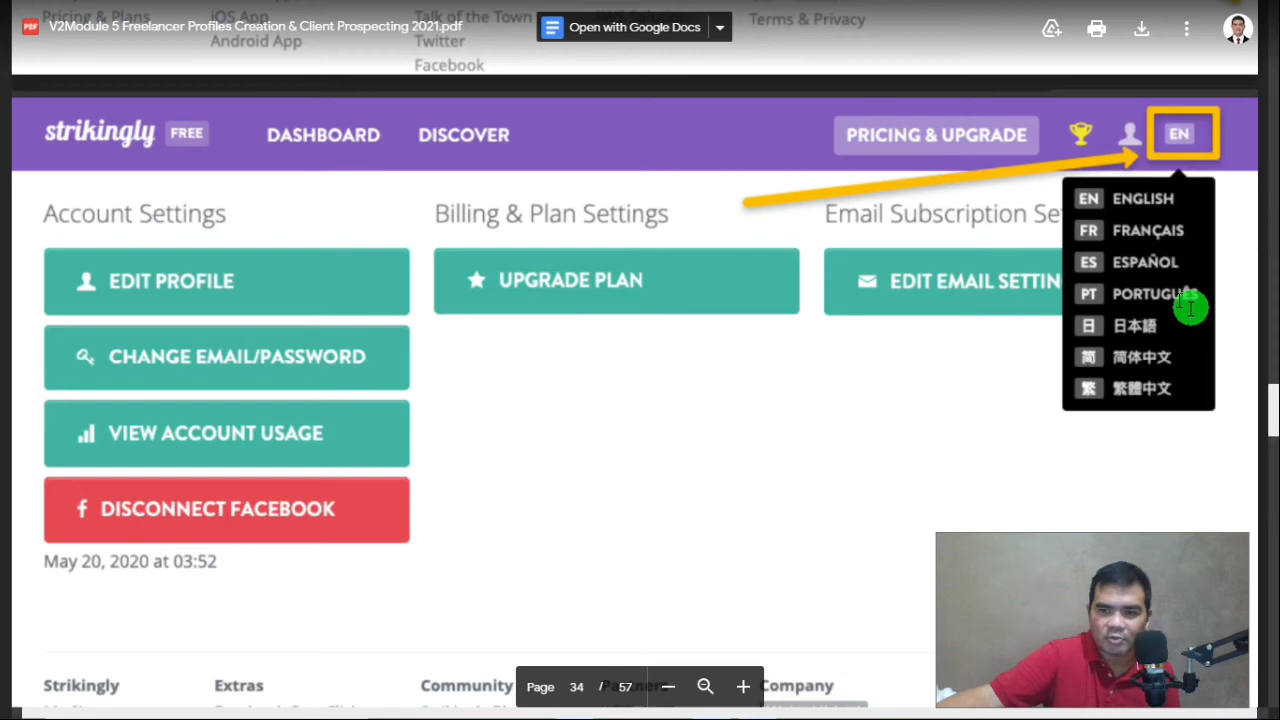 Pricing & Plans
iOS App
Talk of the Town
Terms & Privacy
V2Module 5 Freelancer Profiles Creation & Client Prospecting 2021.pdf
Open with Google Docs
Android App
Twitter
Facebook
strikingly FREE DASHBOARD DISCOVER PRICING & UPGRADE EN
EN ENGLISH
FR FRANÇAIS
ES ESPAÑOL
PT PORTUGUÊS
日 日本語
简 简体中文
繁 繁體中文
Account Settings
EDIT PROFILE
CHANGE EMAIL/PASSWORD
VIEW ACCOUNT USAGE
f DISCONNECT FACEBOOK
May 20, 2020 at 03:52
Billing & Plan Settings
UPGRADE PLAN
Email Subscription Se
EDIT EMAIL SETTIN
Strikingly Extras Community Company
Page 34 / 57